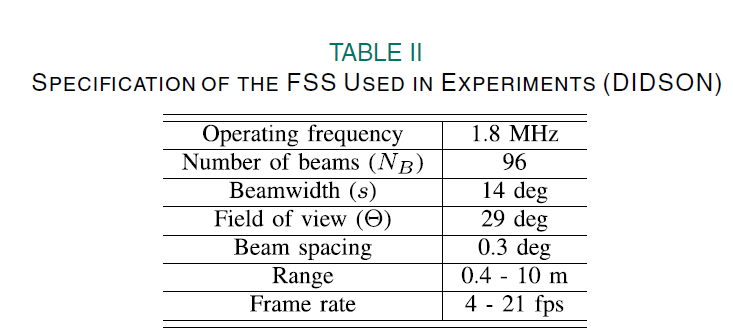 TABLE II
SPECIFICATION OF THE FSS USED IN EXPERIMENTS (DIDSON)
Operating frequency 1.8 MHz
Number of beams (N_B) 96
Beamwidth (s) 14 deg
Field of view (Θ) 29 deg
Beam spacing 0.3 deg
Range 0.4 - 10 m
Frame rate 4 - 21 fps